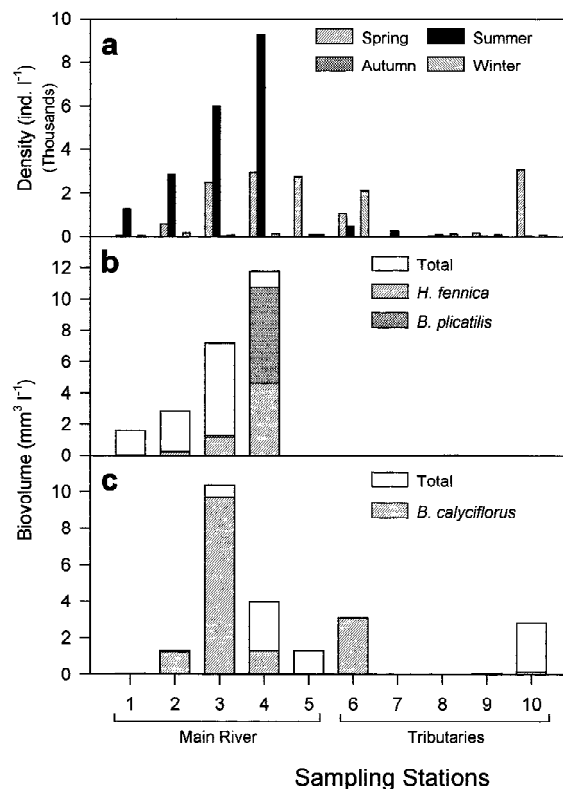 a
Density (ind. l⁻¹)
(Thousands)
10
8
6
4
2
0
Spring
Summer
Autumn
Winter
Biovolume (mm³ l⁻¹)
b
12
10
8
6
4
2
0
Total
H. fennica
B. plicatilis
c
10
8
6
4
2
0
Total
B. calyciflorus
1 2 3 4 5 6 7 8 9 10
Main River Tributaries
Sampling Stations